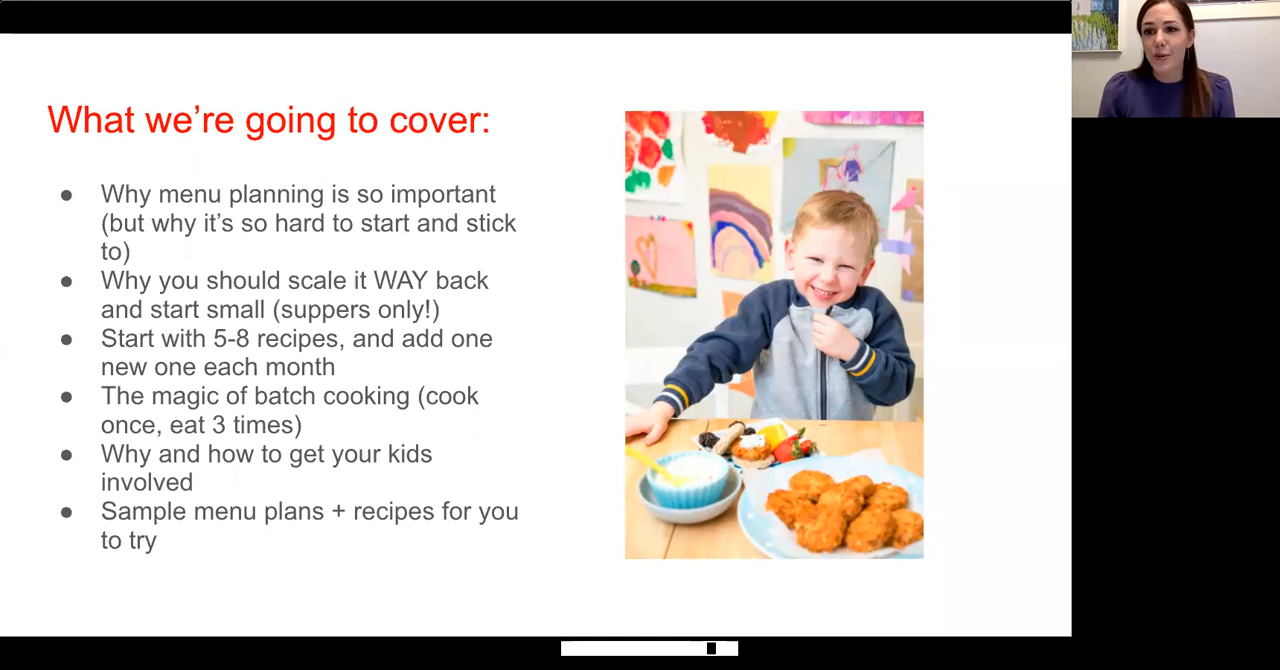 What we're going to cover:
● Why menu planning is so important
(but why it's so hard to start and stick
to)
● Why you should scale it WAY back
and start small (suppers only!)
● Start with 5-8 recipes, and add one
new one each month
● The magic of batch cooking (cook
once, eat 3 times)
● Why and how to get your kids
involved
● Sample menu plans + recipes for you
to try